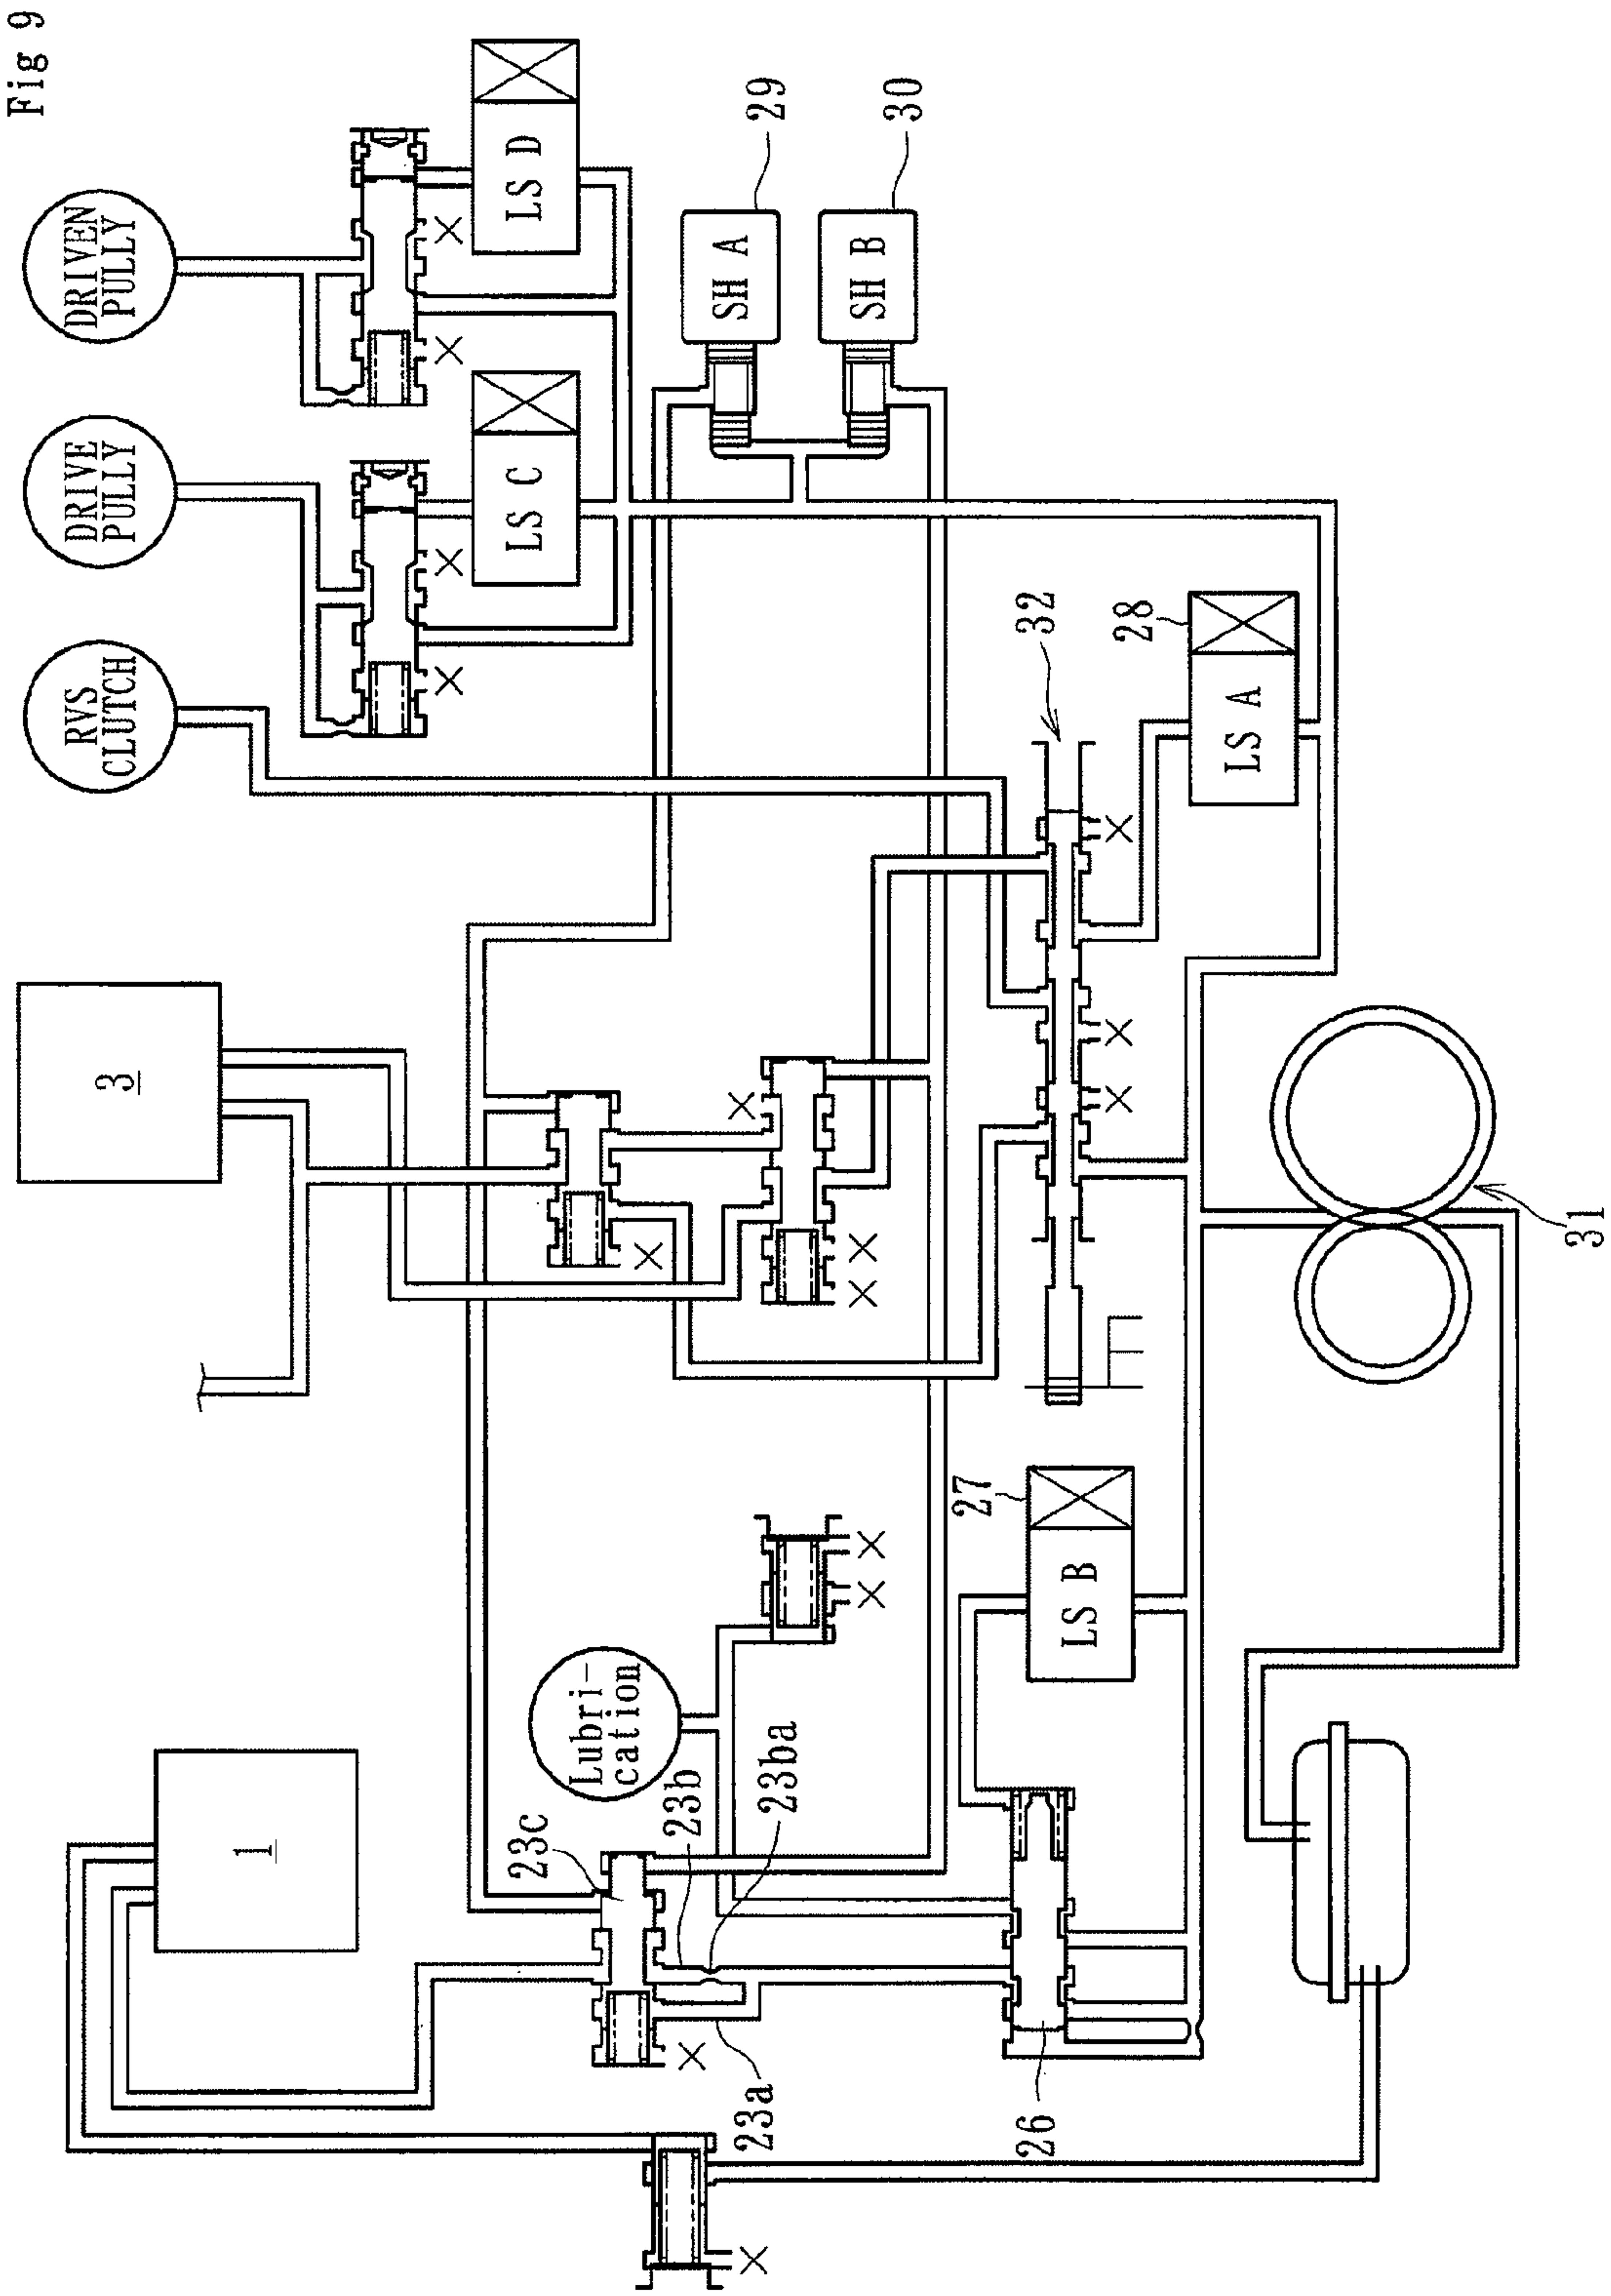 Fig 9
DRIVEN
PULLY
DRIVE
PULLY
RVS
CLUTCH
LS D
LS C
29
SH A
30
SH B
3
32
28
LS A
31
27
LS B
1
Lubri-
cation
23c
23b
23ba
23a
26